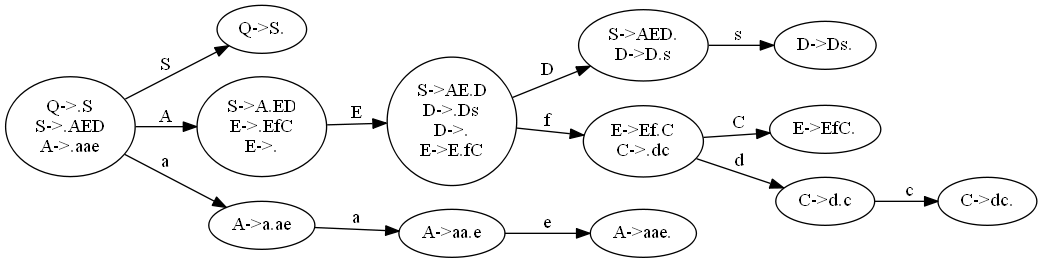 Q->.S
S->.AED
A->.aae
S
Q->S.
A
S->A.ED
E->.EfC
E->.
a
A->a.ae
E
S->AE.D
D->.Ds
D->.
E->E.fC
a
A->aa.e
D
S->AED.
D->D.s
f
E->Ef.C
C->.dc
e
A->aae.
s
D->Ds.
C
E->EfC.
d
C->d.c
c
C->dc.